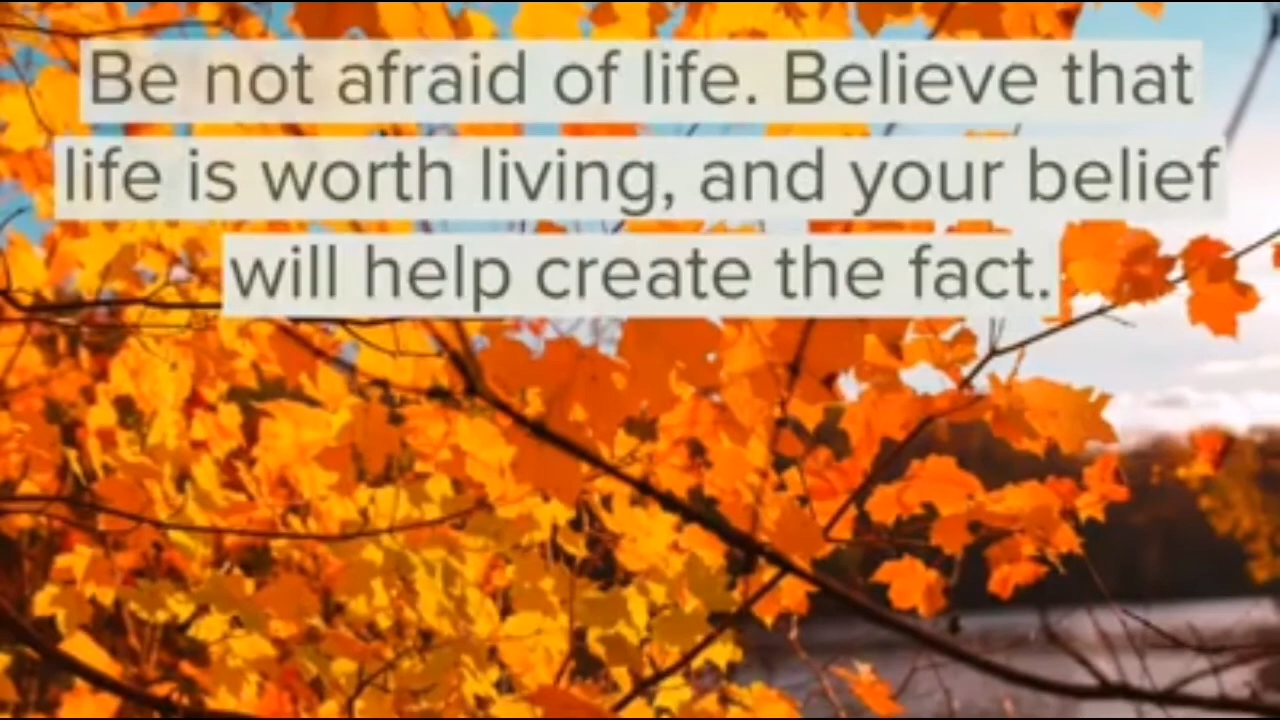 Be not afraid of life. Believe that
life is worth living, and your belief
will help create the fact.